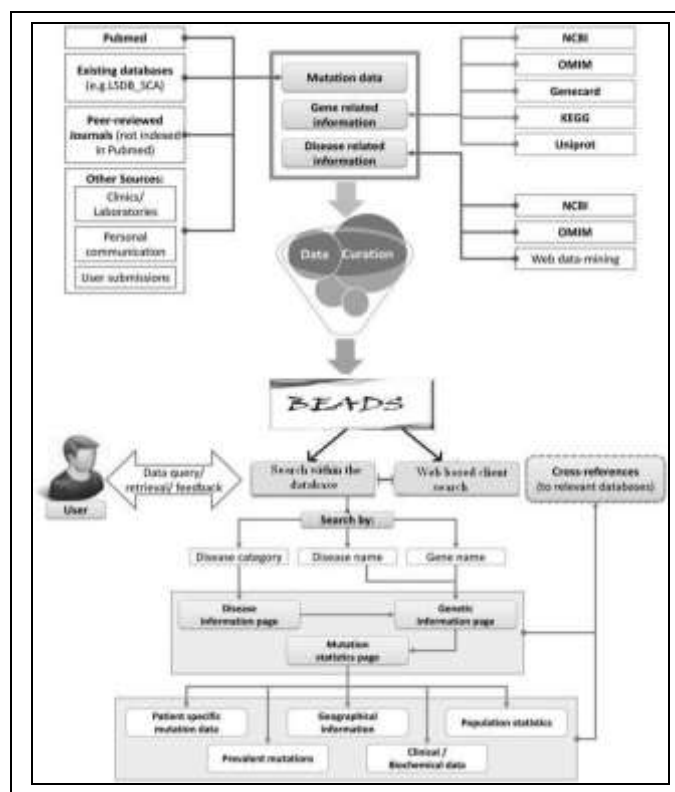 Pubmed
Existing databases
(e.g.LSDB_SCA)
Peer-reviewed
Journals (not indexed
in Pubmed)
Other Sources:
Clinics/
Laboratories
Personal
communication
User submissions
Mutation data
Gene related
information
Disease related
information
NCBI
OMIM
Genecard
KEGG
Uniprot
NCBI
OMIM
Web data-mining
Data Curation
BEADS
User
Data query/
retrieval/ feedback
Search within the
database
Web based client
search
Cross-references
(to relevant databases)
Search by:
Disease category
Disease name
Gene name
Disease
information page
Genetic
information page
Mutation
statistics page
Patient specific
mutation data
Geographical
information
Population statistics
Prevalent mutations
Clinical /
Biochemical data